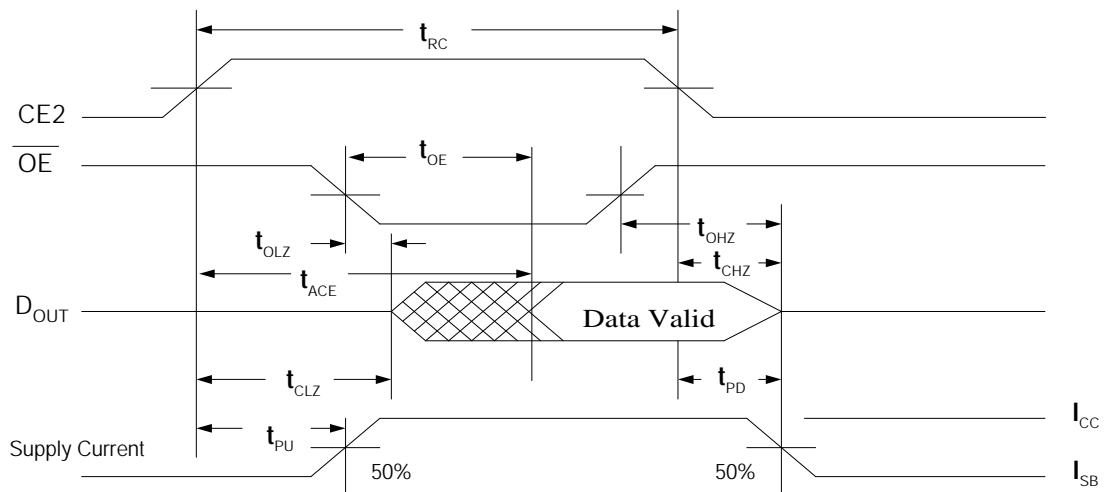 tRC
CE2
OE
tOE
tOLZ
tOHZ
tACE
tCHZ
DOUT
Data Valid
tCLZ
tPD
ICC
tPU
Supply Current
50%
50%
ISB